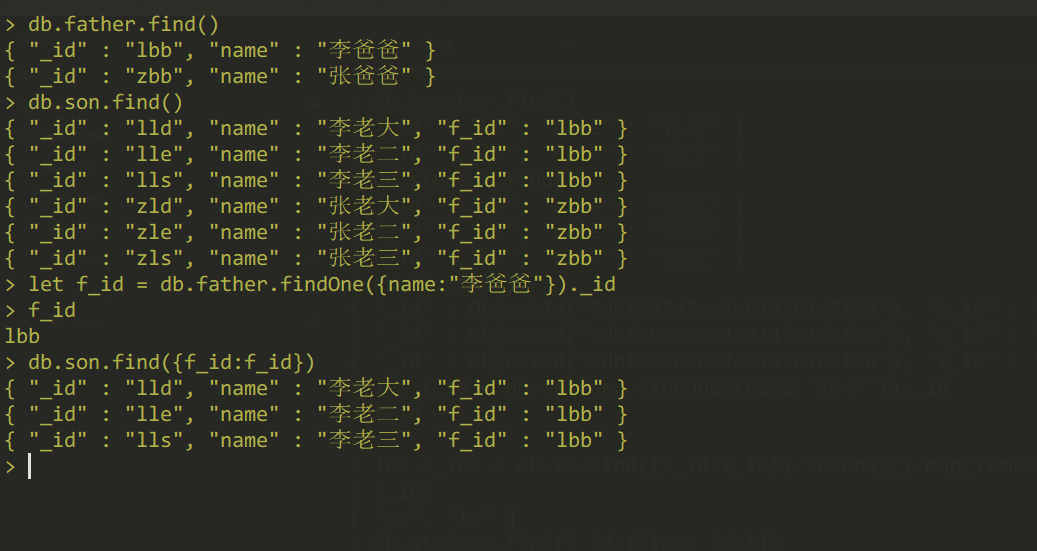 > db.father.find()
{ "_id" : "lbb", "name" : "李爸爸" }
{ "_id" : "zbb", "name" : "张爸爸" }
> db.son.find()
{ "_id" : "lld", "name" : "李老大", "f_id" : "lbb" }
{ "_id" : "lle", "name" : "李老二", "f_id" : "lbb" }
{ "_id" : "lls", "name" : "李老三", "f_id" : "lbb" }
{ "_id" : "zld", "name" : "张老大", "f_id" : "zbb" }
{ "_id" : "zle", "name" : "张老二", "f_id" : "zbb" }
{ "_id" : "zls", "name" : "张老三", "f_id" : "zbb" }
> let f_id = db.father.findOne({name:"李爸爸"})._id
> f_id
lbb
> db.son.find({f_id:f_id})
{ "_id" : "lld", "name" : "李老大", "f_id" : "lbb" }
{ "_id" : "lle", "name" : "李老二", "f_id" : "lbb" }
{ "_id" : "lls", "name" : "李老三", "f_id" : "lbb" }
>